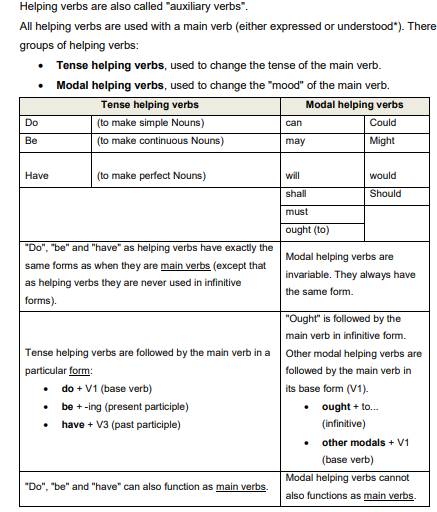 Helping verbs are also called "auxiliary verbs".
All helping verbs are used with a main verb (either expressed or understood*). There
groups of helping verbs:
• Tense helping verbs, used to change the tense of the main verb.
• Modal helping verbs, used to change the "mood" of the main verb.
Tense helping verbs Modal helping verbs
Do (to make simple Nouns) can Could
Be (to make continuous Nouns) may Might
Have (to make perfect Nouns) will would
shall Should
must
ought (to)
"Do", "be" and "have" as helping verbs have exactly the
same forms as when they are main verbs (except that
as helping verbs they are never used in infinitive
forms).
Modal helping verbs are
invariable. They always have
the same form.
Tense helping verbs are followed by the main verb in a
particular form:
• do + V1 (base verb)
• be + -ing (present participle)
• have + V3 (past participle)
"Ought" is followed by the
main verb in infinitive form.
Other modal helping verbs are
followed by the main verb in
its base form (V1).
• ought + to...
(infinitive)
• other modals + V1
(base verb)
"Do", "be" and "have" can also function as main verbs.
Modal helping verbs cannot
also functions as main verbs.